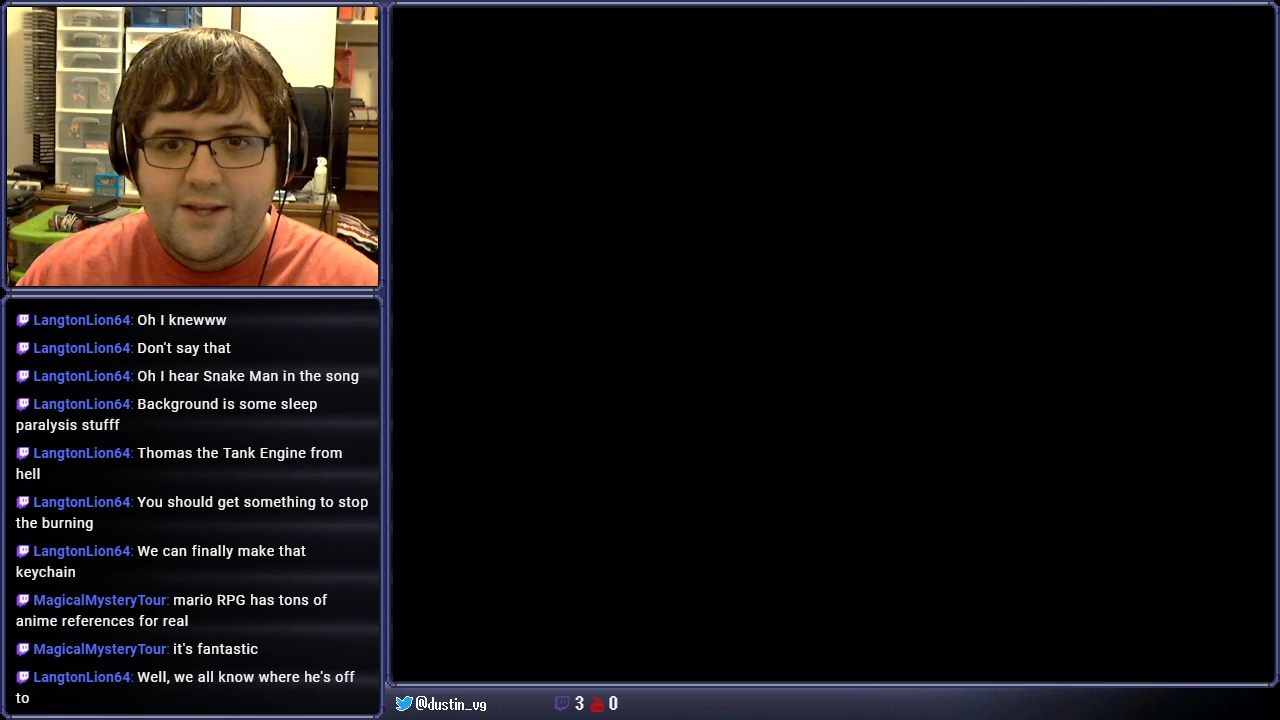 LangtonLion64: Oh I knewww
LangtonLion64: Don't say that
LangtonLion64: Oh I hear Snake Man in the song
LangtonLion64: Background is some sleep
paralysis stufff
LangtonLion64: Thomas the Tank Engine from
hell
LangtonLion64: You should get something to stop
the burning
LangtonLion64: We can finally make that
keychain
MagicalMysteryTour: mario RPG has tons of
anime references for real
MagicalMysteryTour: it's fantastic
LangtonLion64: Well, we all know where he's off
to
@dustin_vg 3 0